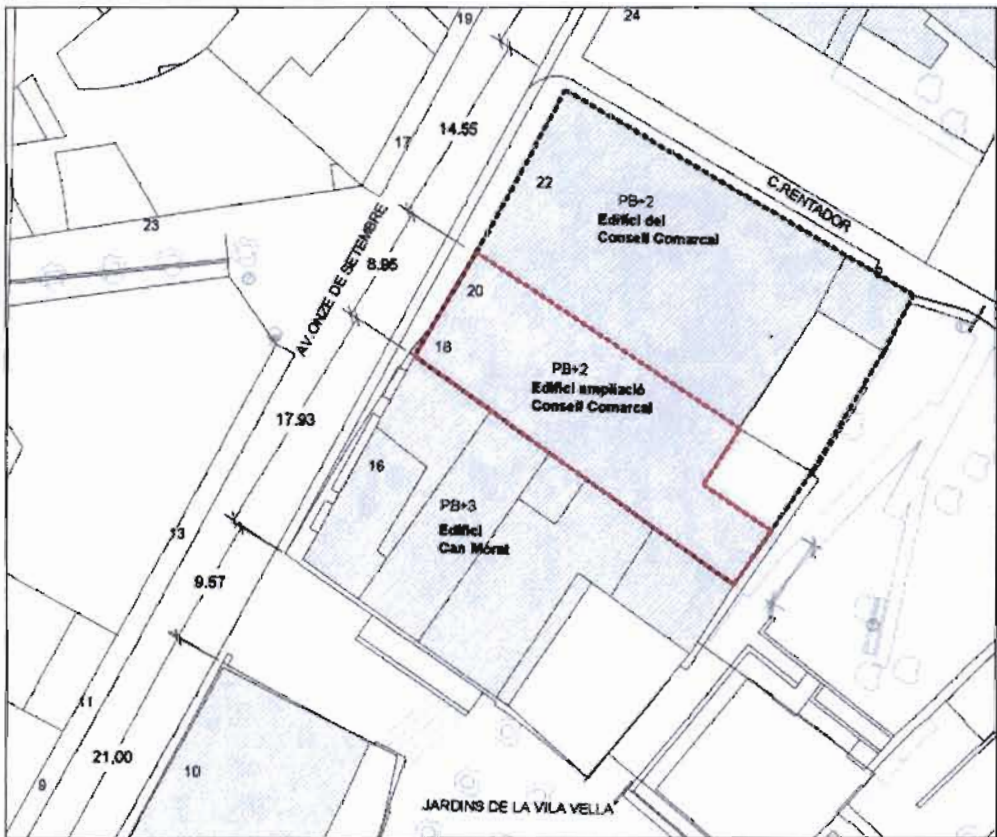 19
24
14.55
17
C.RENTADOR
22
PB+2
Edifici del
Consell Comarcal
23
AV.ONZE DE SETEMBRE
8.95
20
18
PB+2
Edifici ampliació
Consell Comarcal
17.93
16
PB+3
Edifici
Can Morat
13
9.57
11
21,00
10
9
JARDINS DE LA VILA VELLA